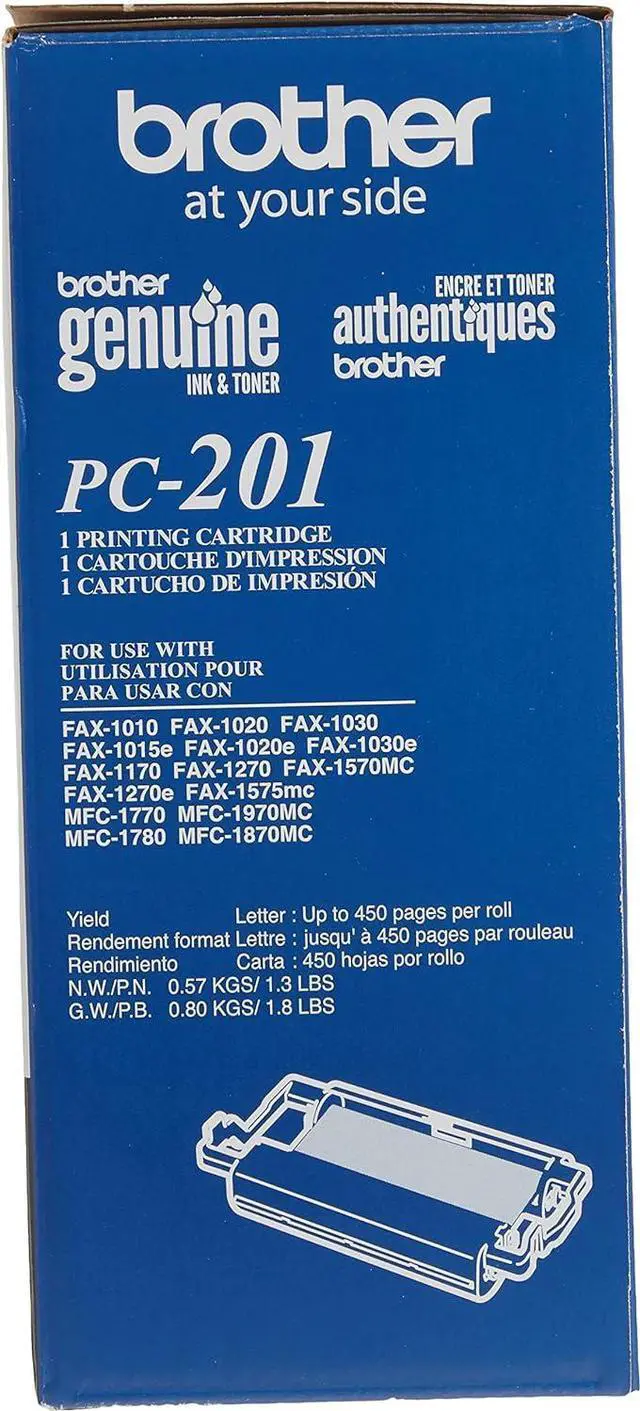 brother
at your side
brother
genuine
INK & TONER
ENCRE ET TONER
authentiques
brother
PC-201
1 PRINTING CARTRIDGE
1 CARTOUCHE D'IMPRESSION
1 CARTUCHO DE IMPRESIÓN
FOR USE WITH
UTILISATION POUR
PARA USAR CON
FAX-1010 FAX-1020 FAX-1030
FAX-1015e FAX-1020e FAX-1030e
FAX-1170 FAX-1270 FAX-1570MC
FAX-1270e FAX-1575mc
MFC-1770 MFC-1970MC
MFC-1780 MFC-1870MC
Yield Letter : Up to 450 pages per roll
Rendement format Lettre : jusqu' à 450 pages par rouleau
Rendimiento Carta : 450 hojas por rollo
N.W./P.N. 0.57 KGS/ 1.3 LBS
G.W./P.B. 0.80 KGS/ 1.8 LBS